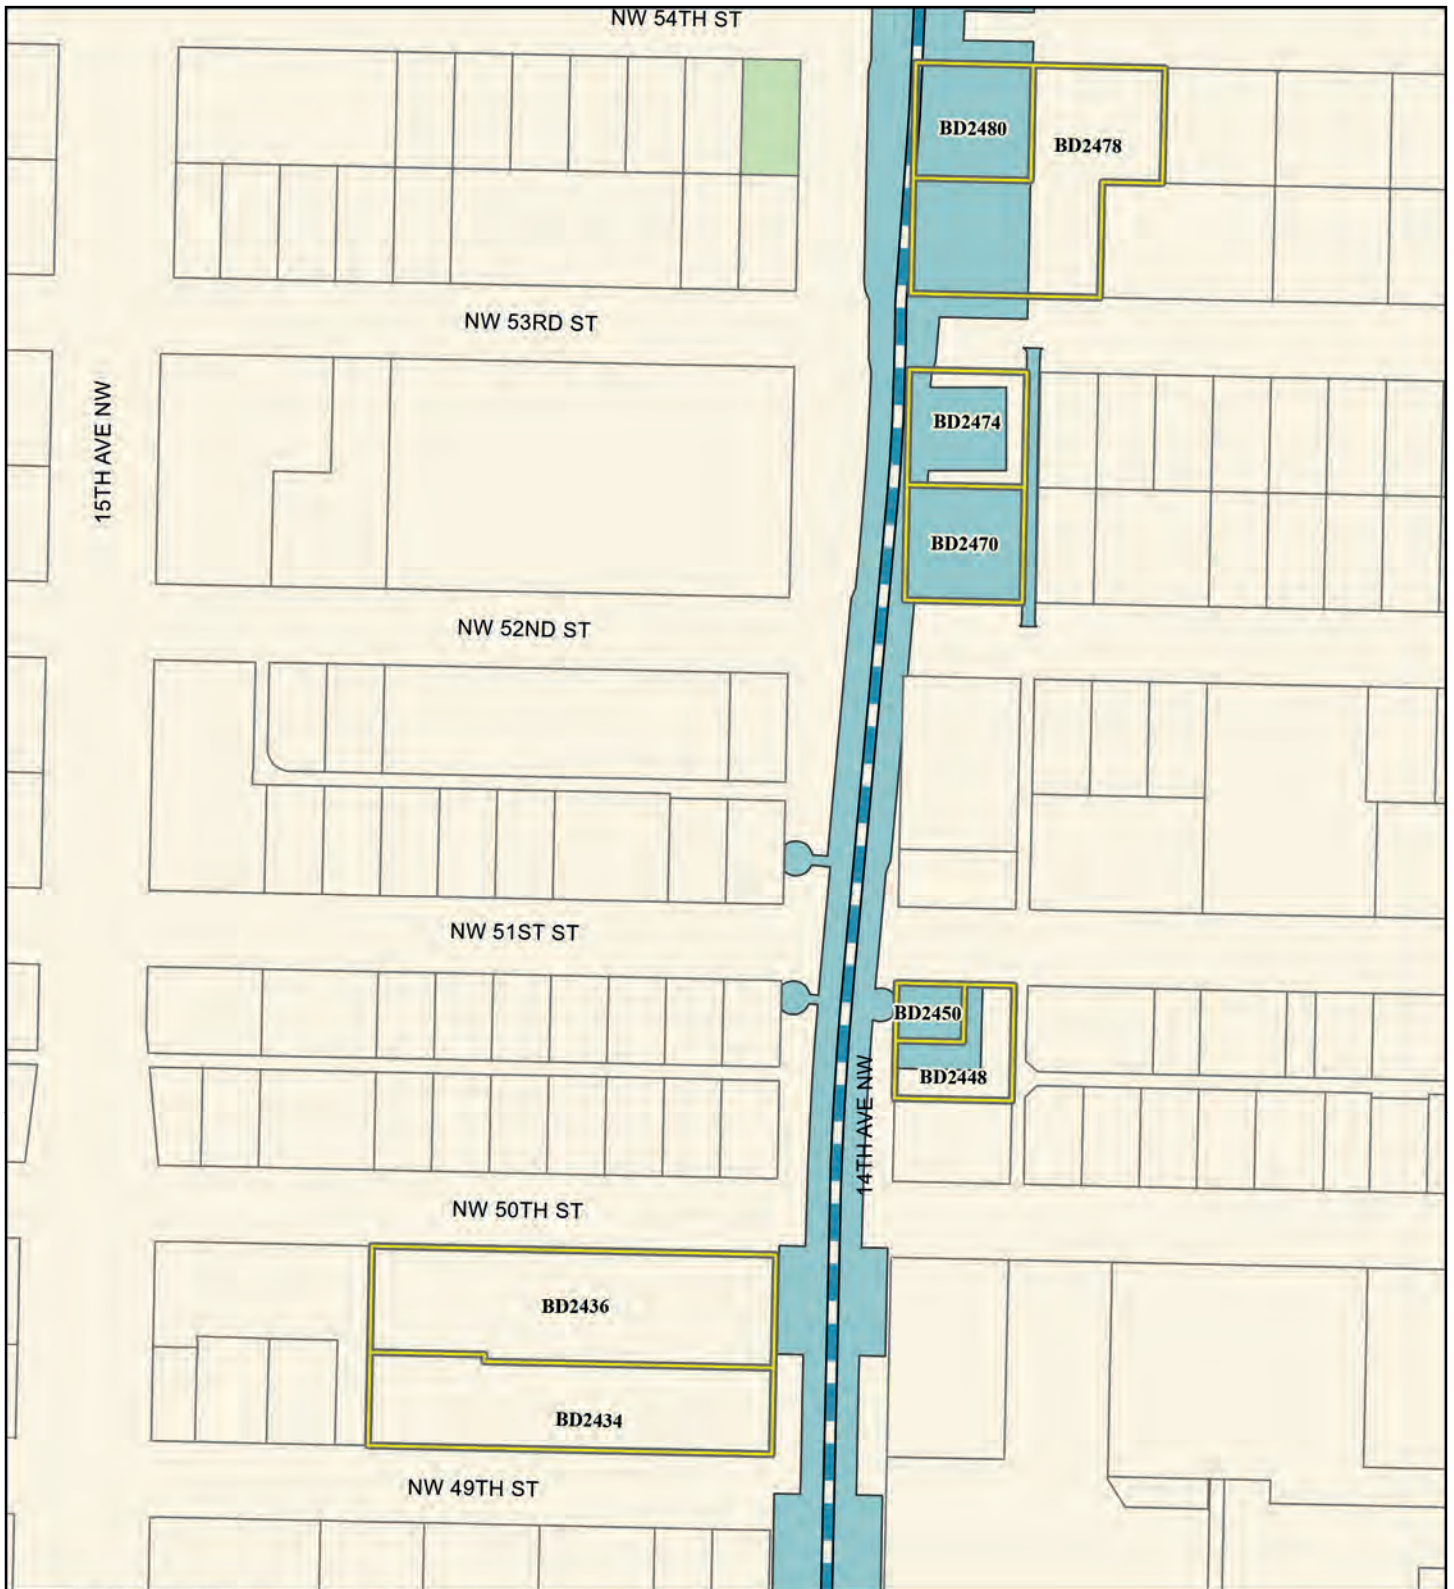 NW 54TH ST
BD2480
BD2478
NW 53RD ST
15TH AVE NW
BD2474
BD2470
NW 52ND ST
NW 51ST ST
BD2450
BD2448
14TH AVE NW
NW 50TH ST
BD2436
BD2434
NW 49TH ST